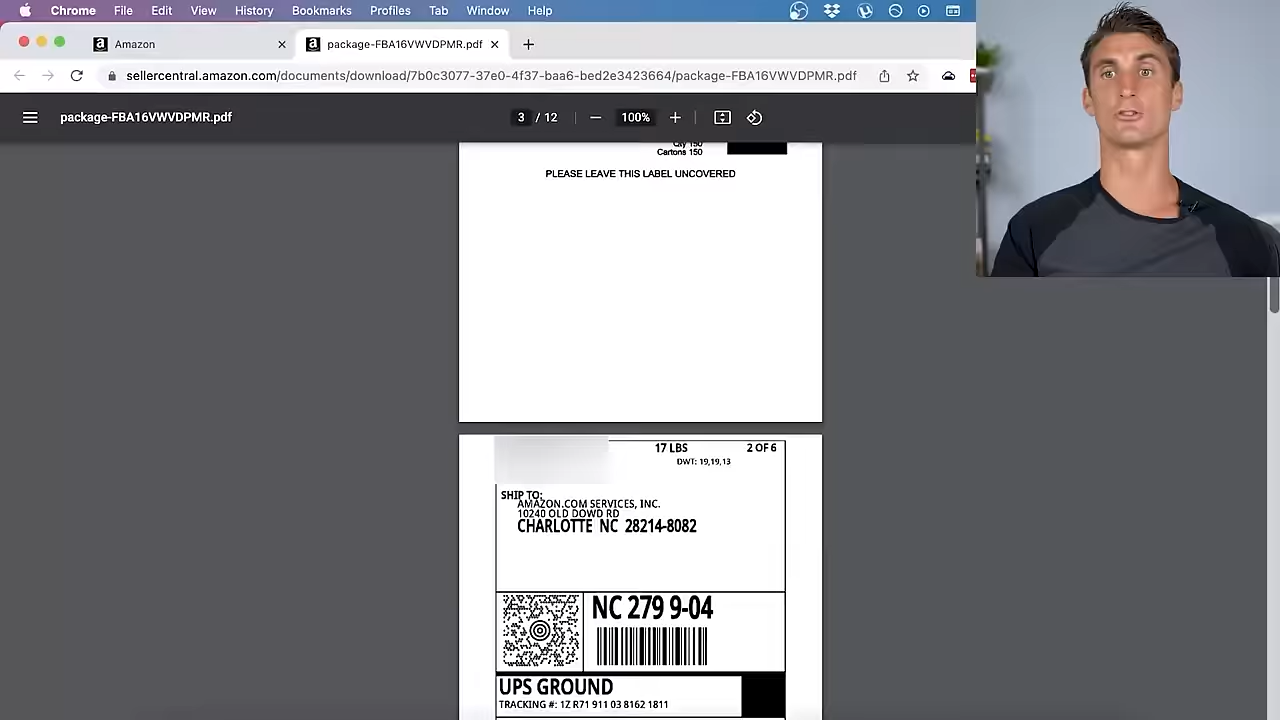 Chrome File Edit View History Bookmarks Profiles Tab Window Help
Amazon
package-FBA16VWVDPMR.pdf
sellercentral.amazon.com/documents/download/7b0c3077-37e0-4f37-baa6-bed2e3423664/package-FBA16VWVDPMR.pdf
package-FBA16VWVDPMR.pdf
3 / 12
100%
Qty 150
Cartons 150
PLEASE LEAVE THIS LABEL UNCOVERED
17 LBS
2 OF 6
DWT: 19,19,13
SHIP TO:
AMAZON.COM SERVICES, INC.
10240 OLD DOWD RD
CHARLOTTE NC 28214-8082
NC 279 9-04
UPS GROUND
TRACKING #: 1Z R71 911 03 8162 1811